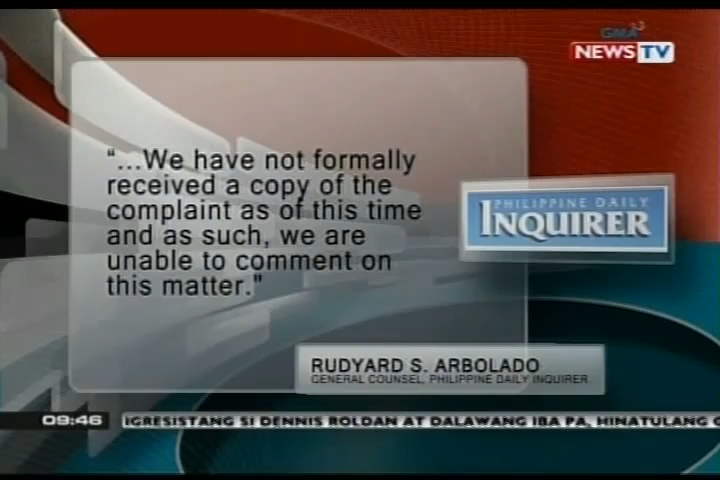 GMA
NEWS TV
"...We have not formally
received a copy of the
complaint as of this time
and as such, we are
unable to comment on
this matter."
PHILIPPINE DAILY
INQUIRER
RUDYARD S. ARBOLADO
GENERAL COUNSEL, PHILIPPINE DAILY INQUIRER
09:46
IGRESISTANG SI DENNIS ROLDAN AT DALAWANG IBA PA, HINATULANG